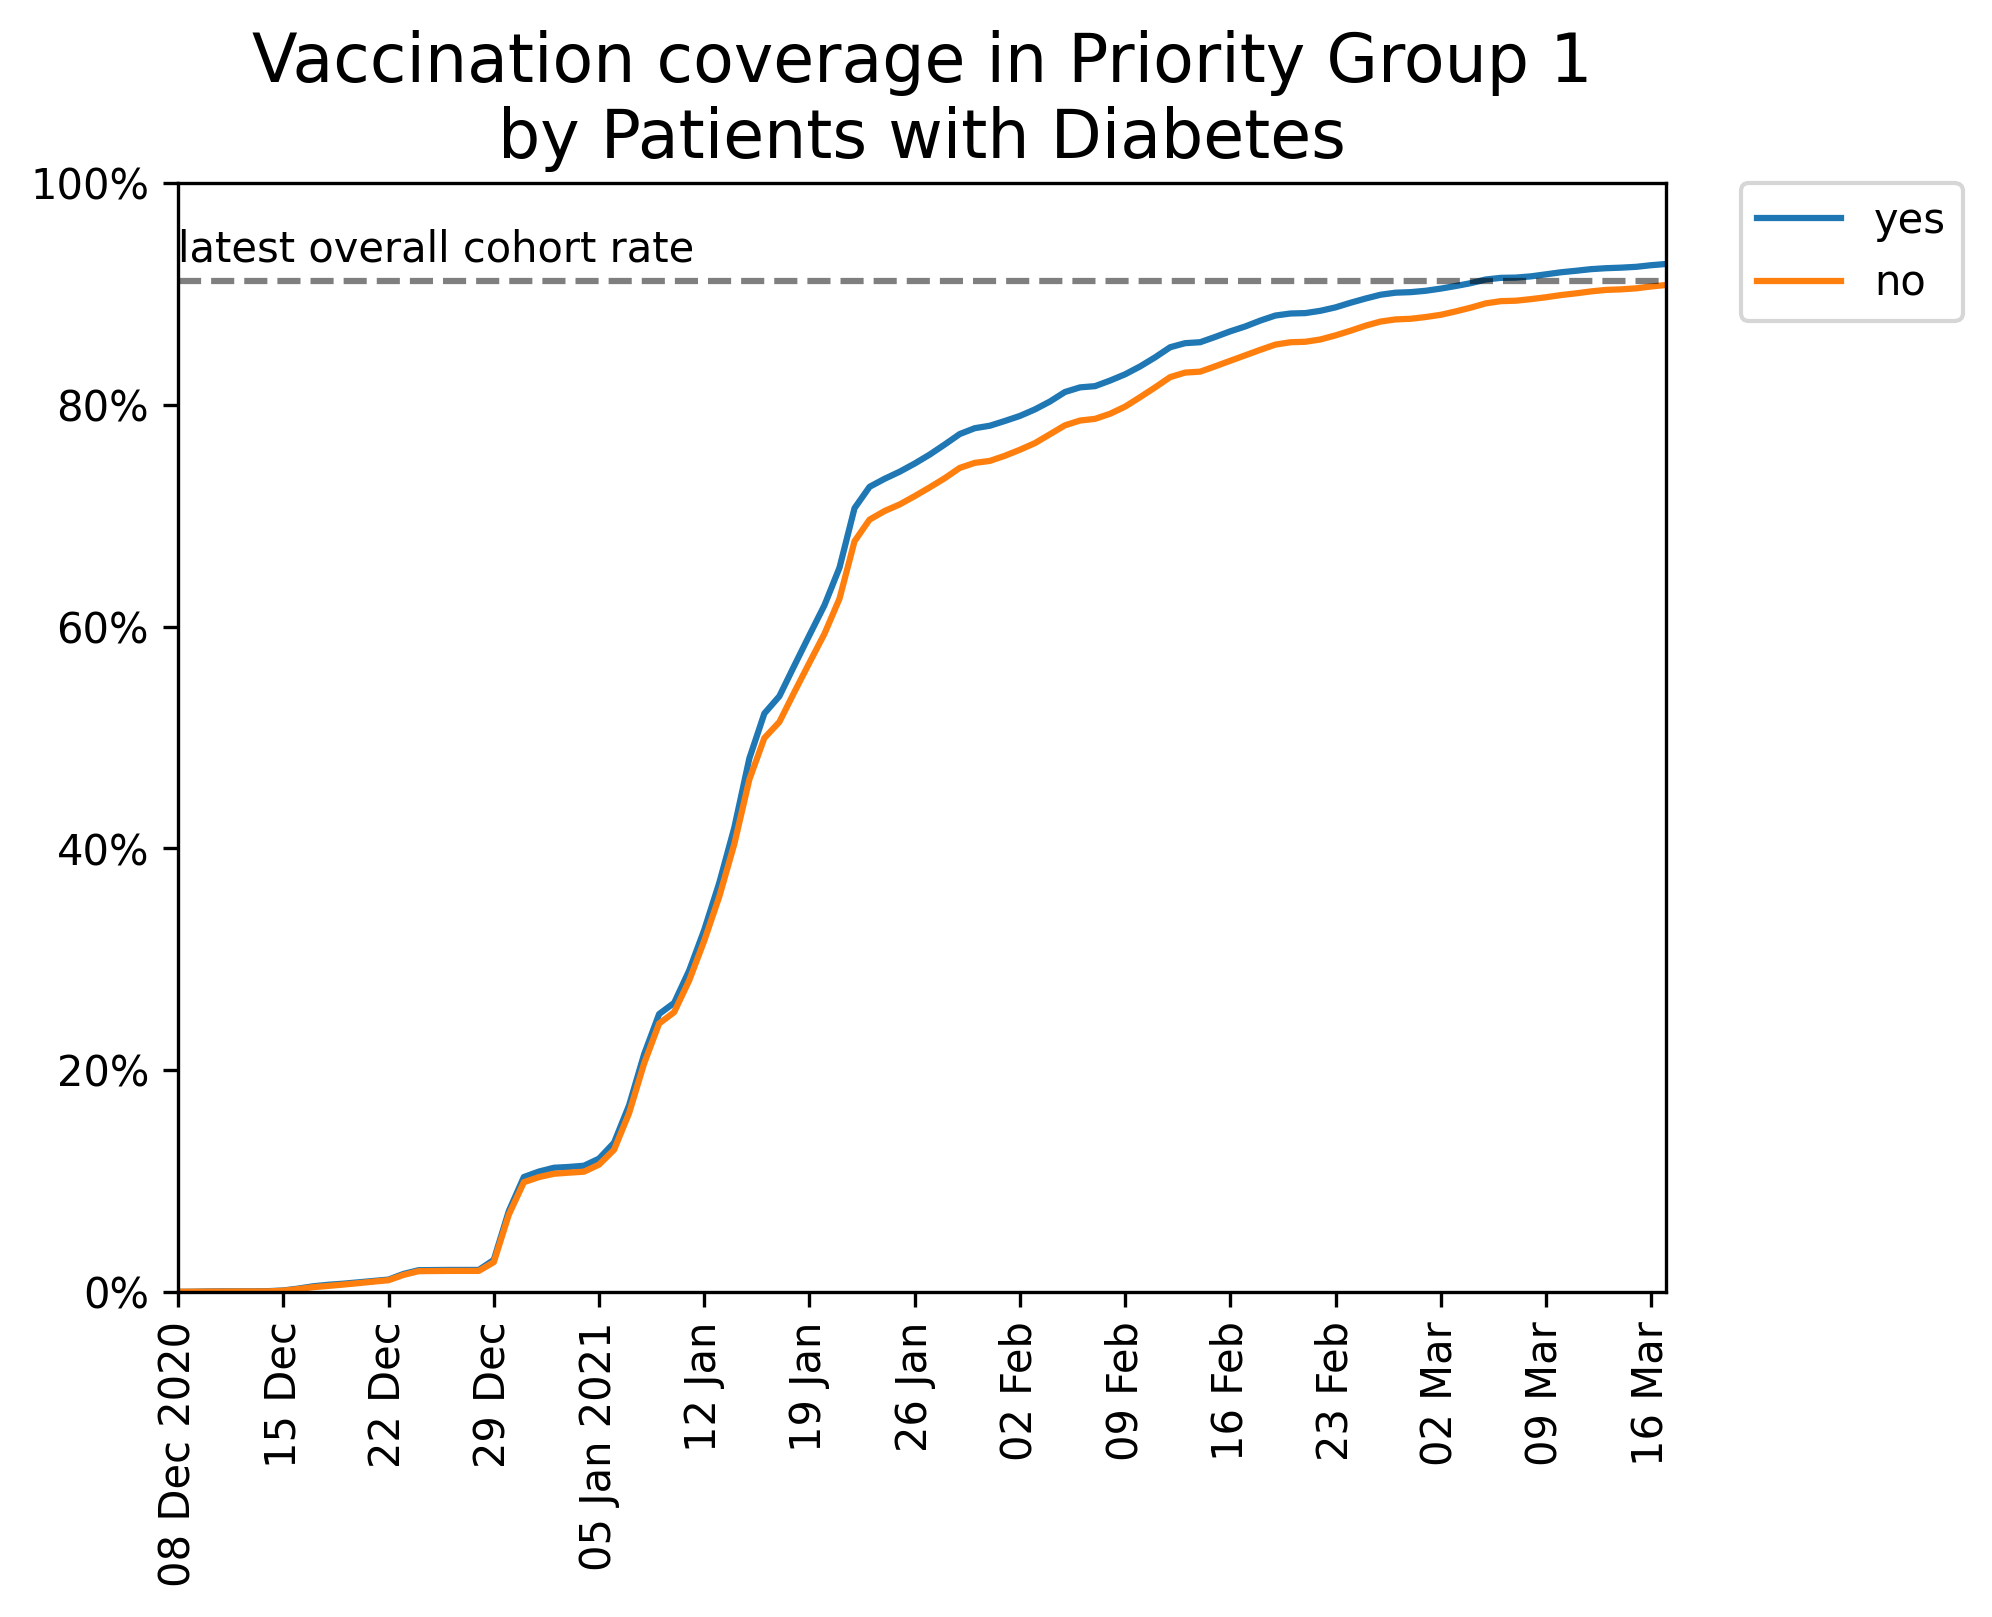 Vaccination coverage in Priority Group 1
by Patients with Diabetes
100%
80%
60%
40%
20%
0%
latest overall cohort rate
yes
no
08 Dec 2020
15 Dec
22 Dec
29 Dec
05 Jan 2021
12 Jan
19 Jan
26 Jan
02 Feb
09 Feb
16 Feb
23 Feb
02 Mar
09 Mar
16 Mar